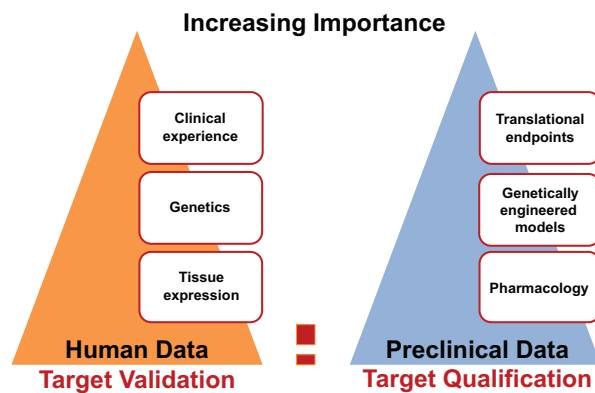 Increasing Importance
Clinical
experience
Genetics
Tissue
expression
Human Data
Target Validation
Translational
endpoints
Genetically
engineered
models
Pharmacology
Preclinical Data
Target Qualification